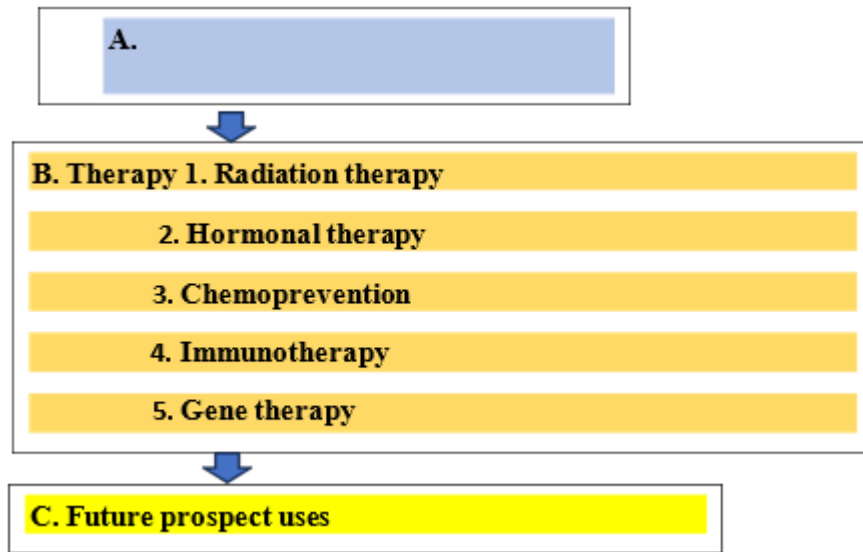 A.
B. Therapy 1. Radiation therapy
2. Hormonal therapy
3. Chemoprevention
4. Immunotherapy
5. Gene therapy
C. Future prospect uses